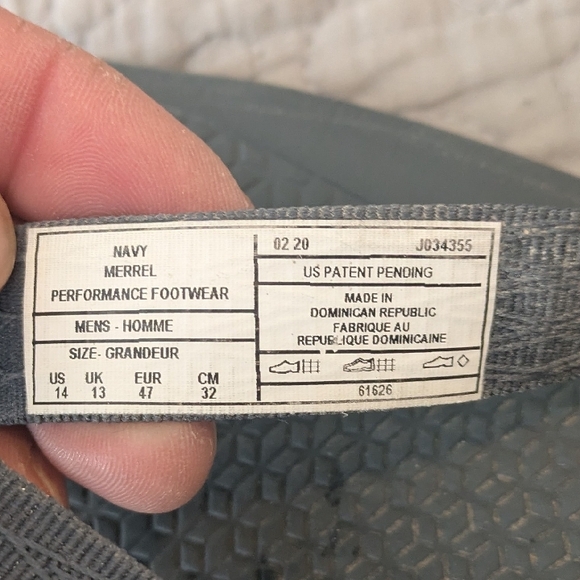 NAVY
MERREL
PERFORMANCE FOOTWEAR
MENS - HOMME
SIZE- GRANDEUR
US UK EUR CM
14 13 47 32
02 20 J034355
US PATENT PENDING
MADE IN
DOMINICAN REPUBLIC
FABRIQUE AU
REPUBLIQUE DOMINICAINE
61626